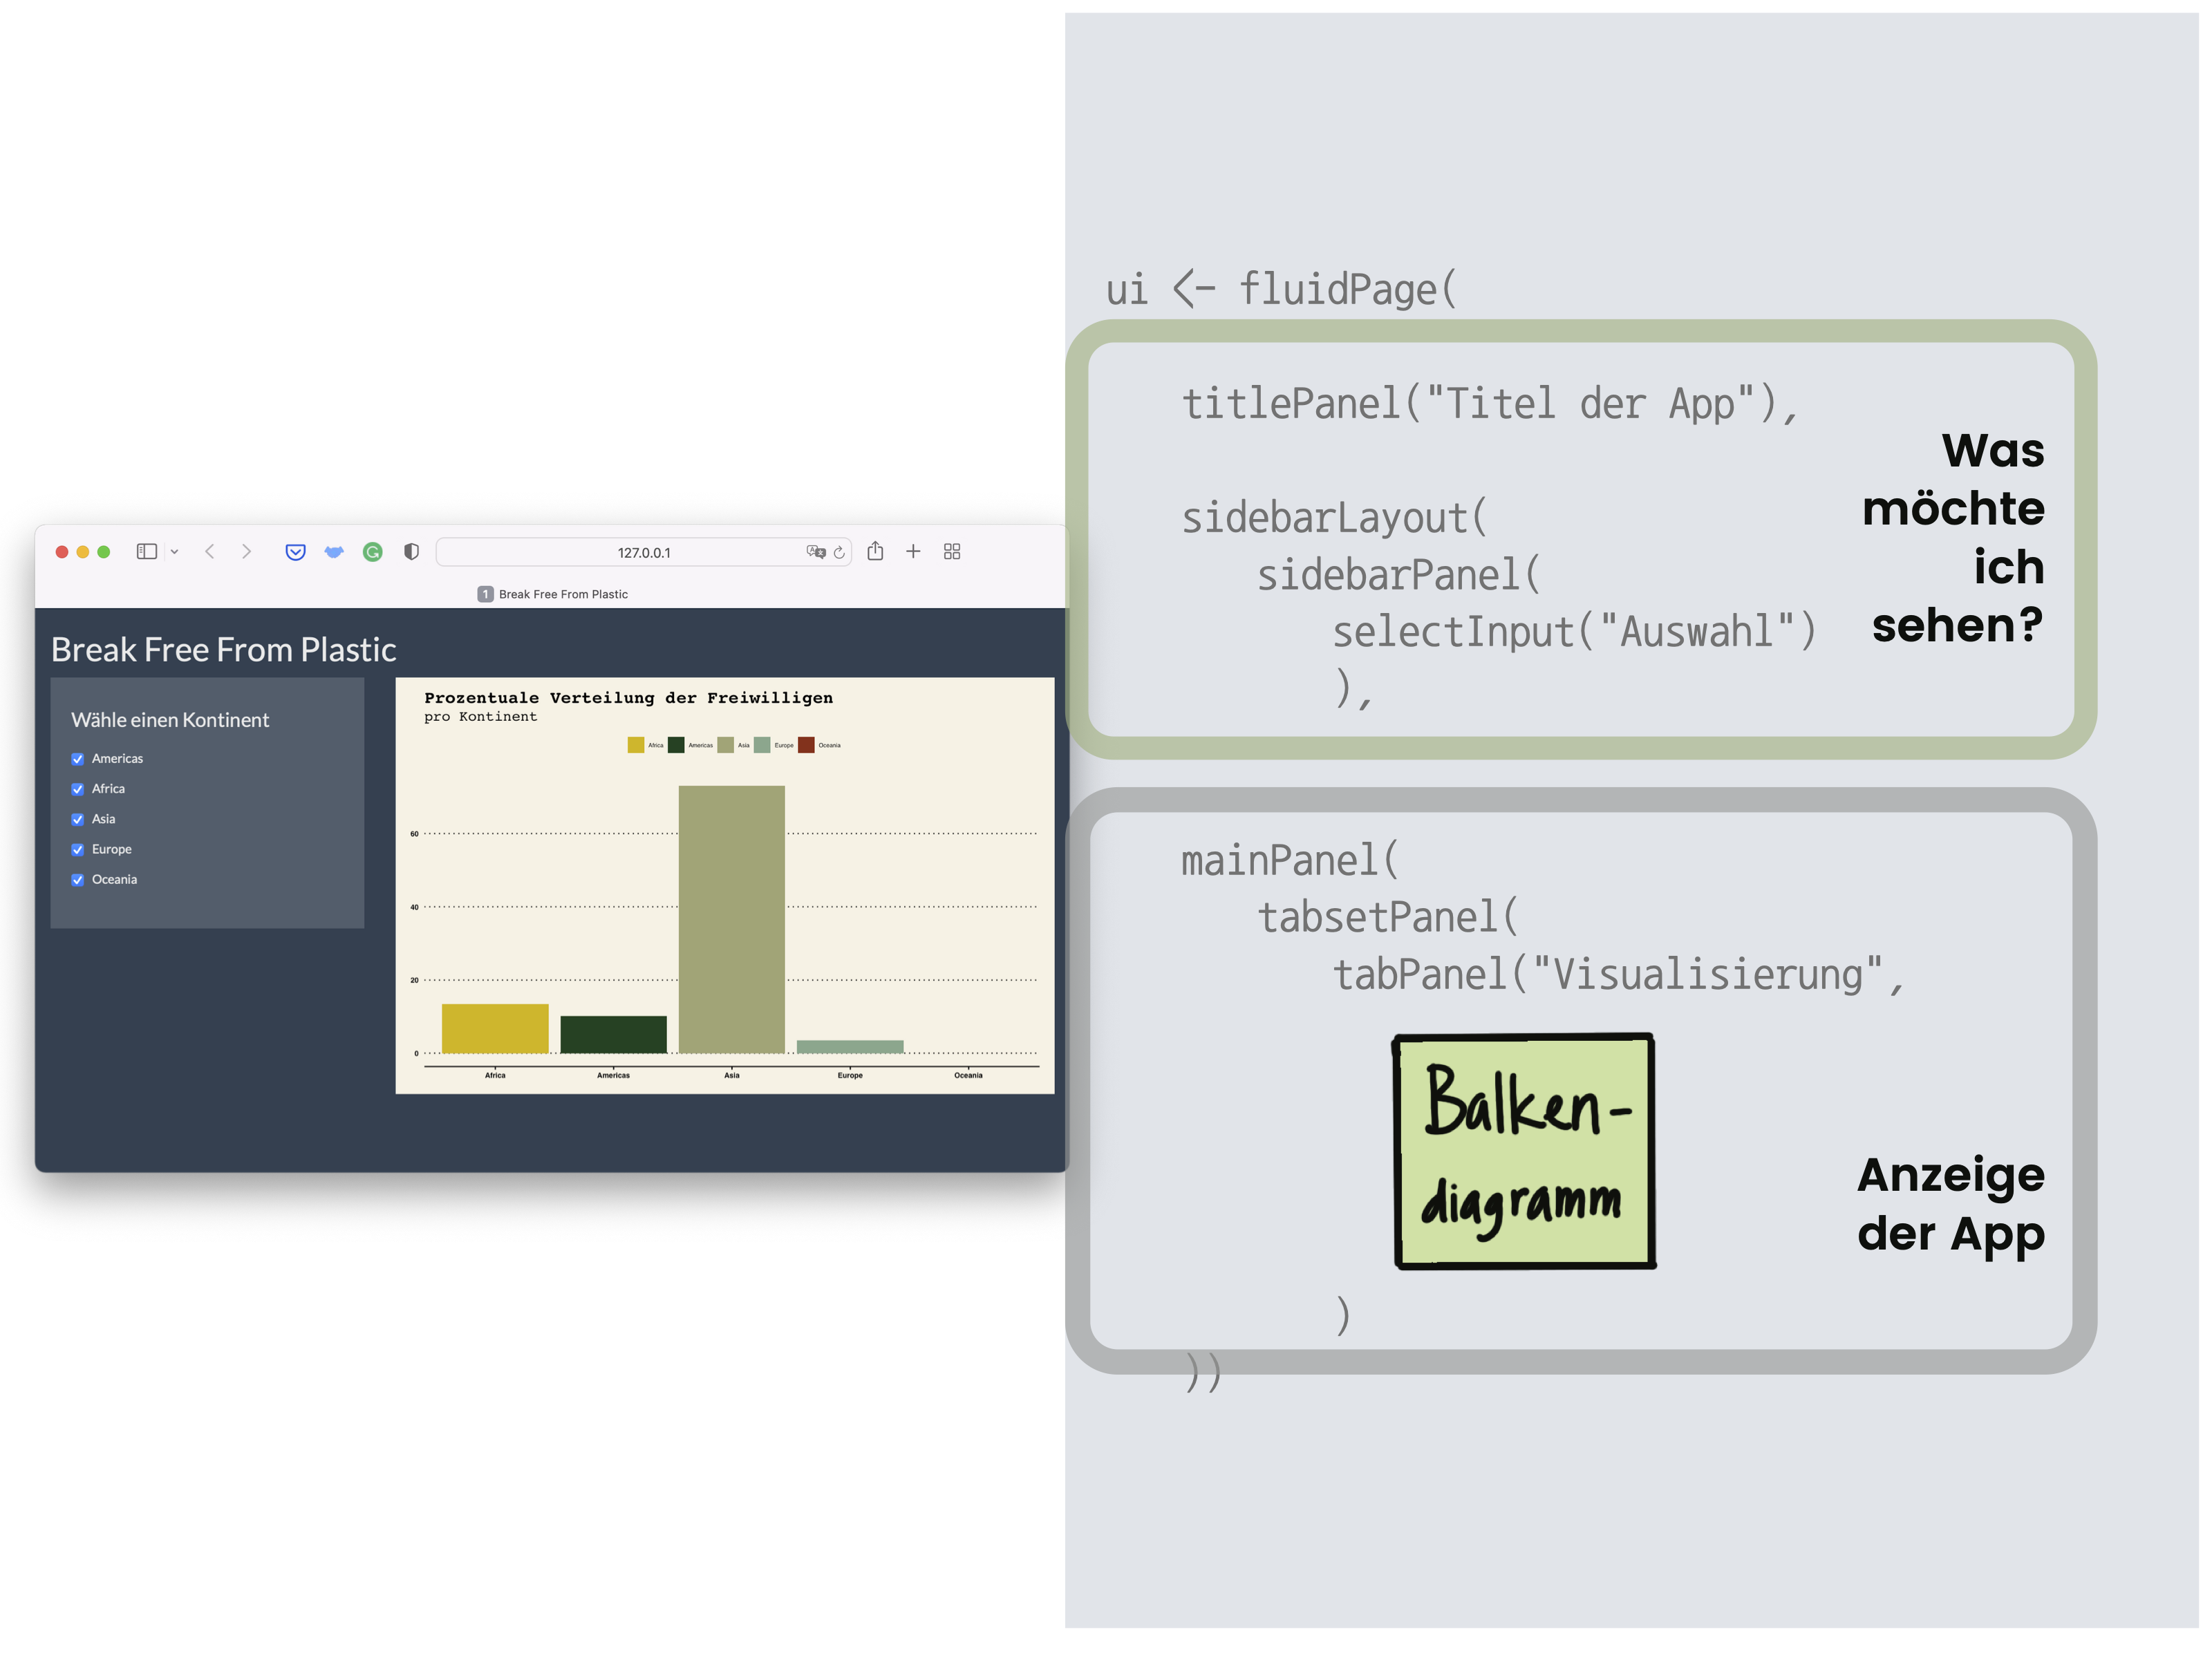 127.0.0.1
1 Break Free From Plastic
Break Free From Plastic
Wähle einen Kontinent
Americas
Africa
Asia
Europe
Oceania
Prozentuale Verteilung der Freiwilligen
pro Kontinent
Africa Americas Asia Europe Oceania
60
40
20
0
Africa Americas Asia Europe Oceania
ui <- fluidPage(
titlePanel("Titel der App"),
sidebarLayout(
sidebarPanel(
selectInput("Auswahl")
),
Was
möchte
ich
sehen?
mainPanel(
tabsetPanel(
tabPanel("Visualisierung",
Balken-
diagramm
)
))
Anzeige
der App